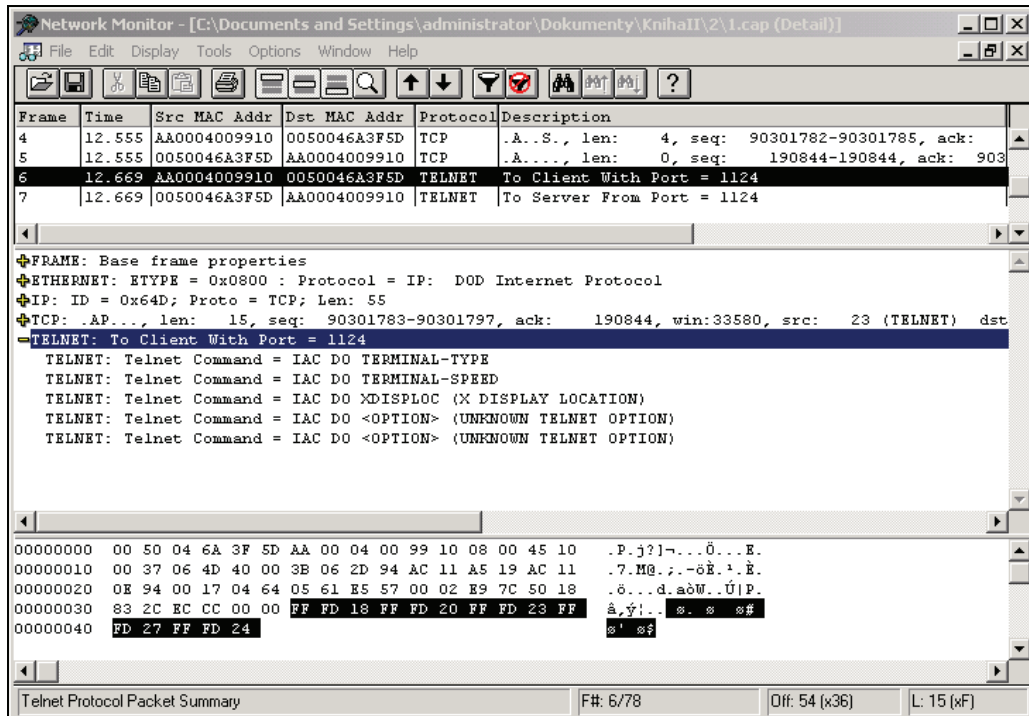 Network Monitor - [C:\Documents and Settings\administrator\Dokumenty\KnihaII\2\1.cap (Detail)]
File Edit Display Tools Options Window Help
Frame Time Src MAC Addr Dst MAC Addr Protocol Description
4 12.555 AA0004009910 0050046A3F5D TCP .A..S., len: 4, seq: 90301782-90301785, ack:
5 12.555 0050046A3F5D AA0004009910 TCP .A...., len: 0, seq: 190844-190844, ack: 903
6 12.669 AA0004009910 0050046A3F5D TELNET To Client With Port = 1124
7 12.669 0050046A3F5D AA0004009910 TELNET To Server From Port = 1124
FRAME: Base frame properties
ETHERNET: ETYPE = 0x0800 : Protocol = IP: DOD Internet Protocol
IP: ID = 0x64D; Proto = TCP; Len: 55
TCP: .AP..., len: 15, seq: 90301783-90301797, ack: 190844, win:33580, src: 23 (TELNET) dst
TELNET: To Client With Port = 1124
TELNET: Telnet Command = IAC DO TERMINAL-TYPE
TELNET: Telnet Command = IAC DO TERMINAL-SPEED
TELNET: Telnet Command = IAC DO XDISPLOC (X DISPLAY LOCATION)
TELNET: Telnet Command = IAC DO <OPTION> (UNKNOWN TELNET OPTION)
TELNET: Telnet Command = IAC DO <OPTION> (UNKNOWN TELNET OPTION)
00000000 00 50 04 6A 3F 5D AA 00 04 00 99 10 08 00 45 10 .P.j?]¬...Ö...E.
00000010 00 37 06 4D 40 00 3B 06 2D 94 AC 11 A5 19 AC 11
00000020 0E 94 00 17 04 64 05 61 E5 57 00 02 E9 7C 50 18
00000030 83 2C EC CC 00 00 FF FD 18 FF FD 20 FF FD 23 FF
00000040 FD 27 FF FD 24
Telnet Protocol Packet Summary F#: 6/78 Off: 54 (x36) L: 15 (xF)